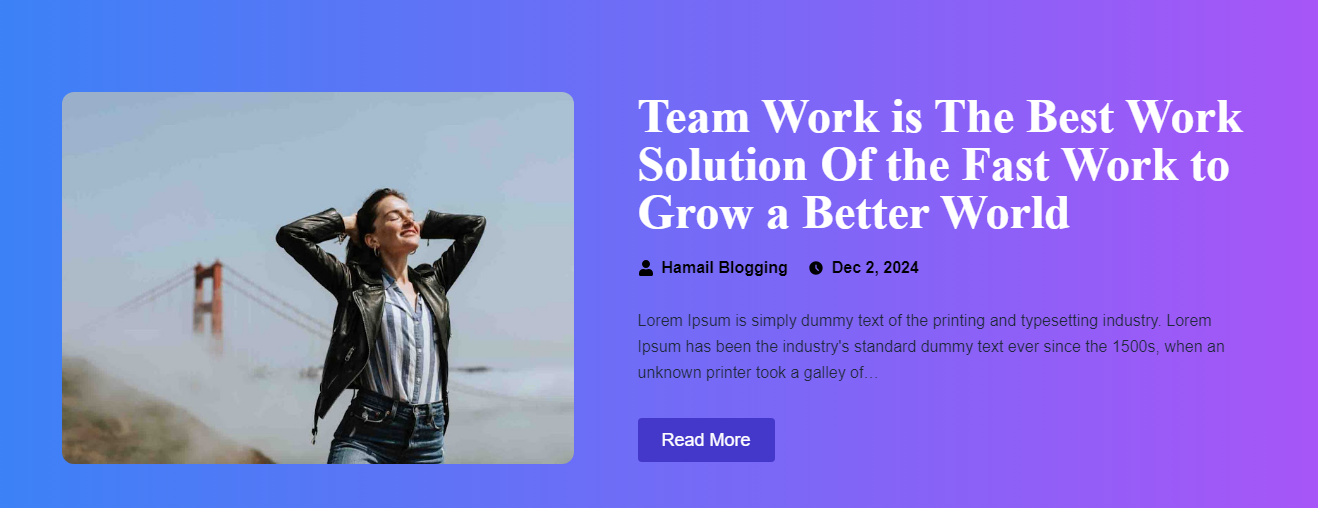 Team Work is The Best Work
Solution Of the Fast Work to
Grow a Better World
Hamail Blogging Dec 2, 2024
Lorem Ipsum is simply dummy text of the printing and typesetting industry. Lorem
Ipsum has been the industry's standard dummy text ever since the 1500s, when an
unknown printer took a galley of…
Read More